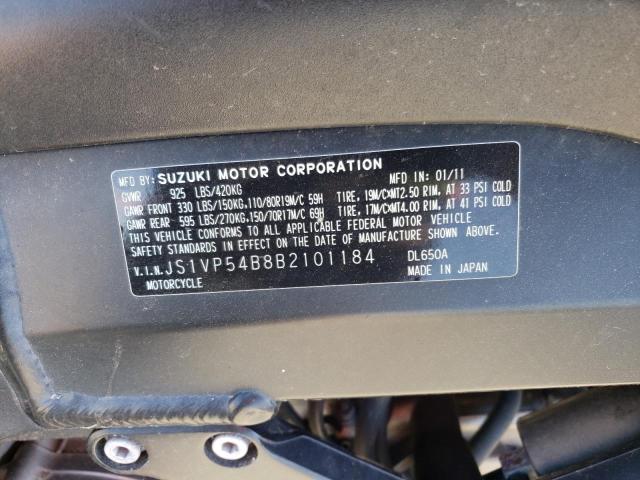 MFD BY: SUZUKI MOTOR CORPORATION MFD IN: 01/11
GVWR 925 LBS/420KG
GAWR FRONT 330 LBS/150KG.110/80R19M/C 59H TIRE, 19M/C×MT2.50 RIM, AT 33 PSI COLD
GAWR REAR 595 LBS/270KG.150/70R17M/C 69H TIRE, 17M/C×MT4.00 RIM, AT 41 PSI COLD
THIS VEHICLE CONFORMS TO ALL APPLICABLE FEDERAL MOTOR VEHICLE
SAFETY STANDARDS IN EFFECT ON THE DATE OF MANUFACTURE SHOWN ABOVE.
V.I.N.JS1VP54B8B2101184 DL650A
MOTORCYCLE MADE IN JAPAN